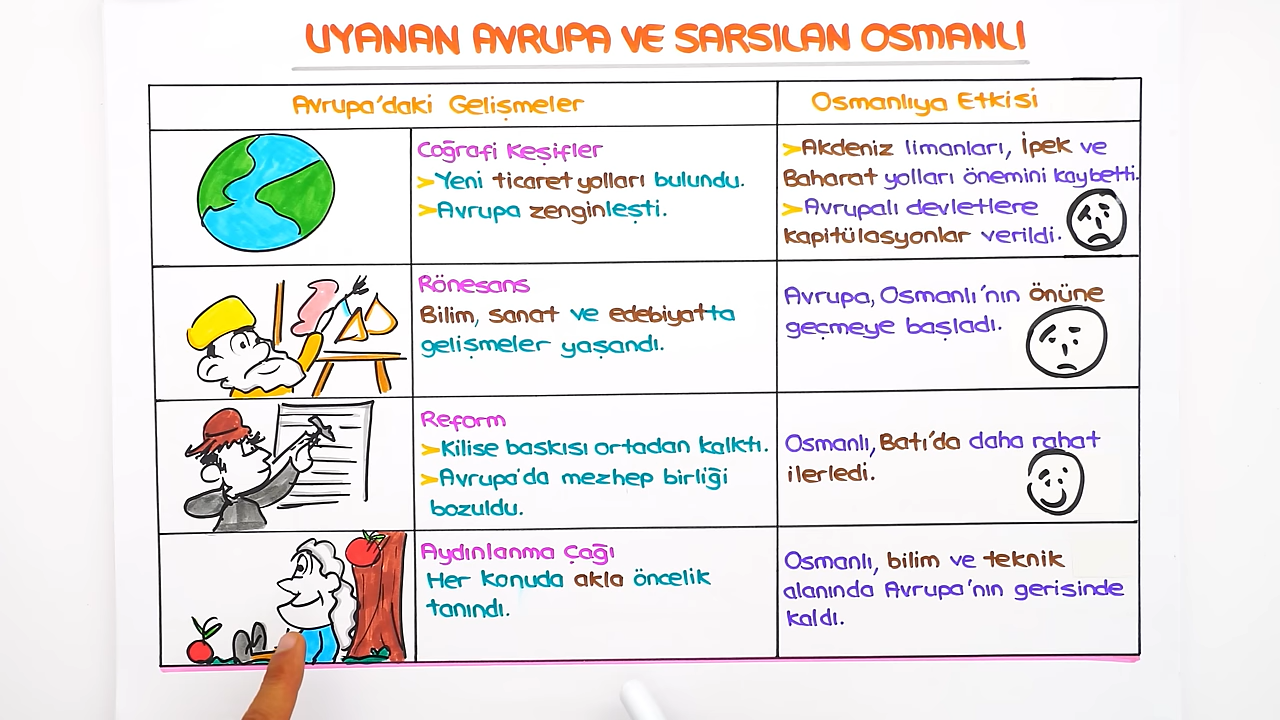 UYANAN AVRUPA VE SARSILAN OSMANLI
Avrupa'daki Gelişmeler
Osmanlıya Etkisi
Coğrafi Keşifler
➢Yeni ticaret yolları bulundu.
➢Avrupa zenginleşti.
➢Akdeniz limanları, İpek ve
Baharat yolları önemini kaybetti.
➢Avrupalı devletlere
kapitülasyonlar verildi.
Rönesans
Bilim, sanat ve edebiyatta
gelişmeler yaşandı.
Avrupa, Osmanlı'nın önüne
geçmeye başladı.
Reform
➢Kilise baskısı ortadan kalktı.
➢Avrupa'da mezhep birliği
bozuldu.
Osmanlı, Batı'da daha rahat
ilerledi.
Aydınlanma Çağı
Her konuda akla öncelik
tanındı.
Osmanlı, bilim ve teknik
alanında Avrupa'nın gerisinde
kaldı.